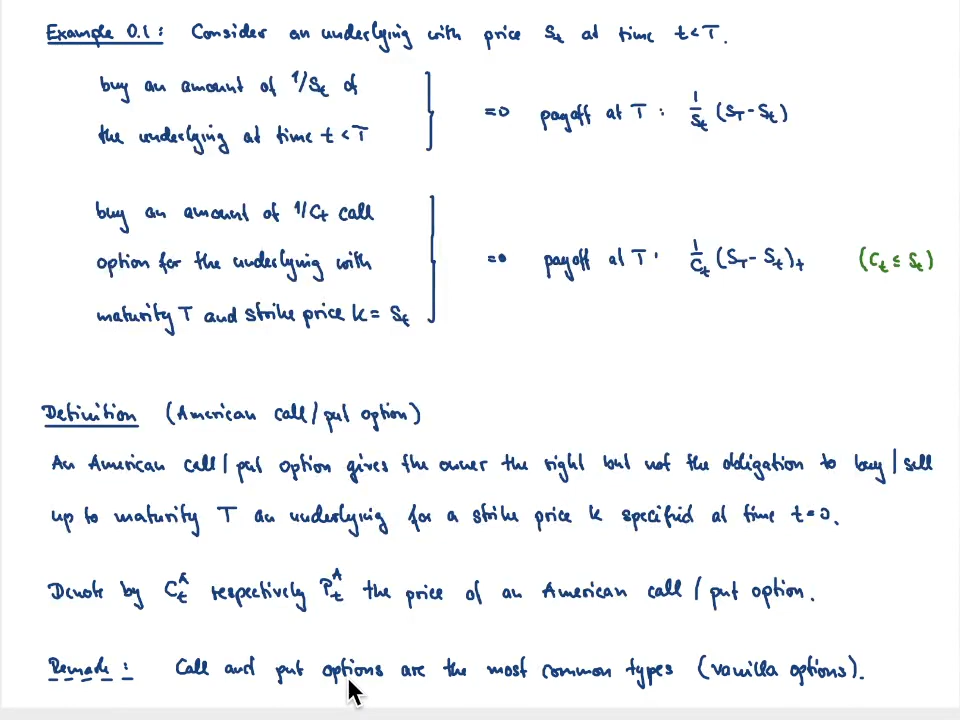 Example 0.1: Consider an underlying with price S_t at time t<T.
buy an amount of 1/S_t of
the underlying at time t<T
=0 payoff at T: 1/S_t (S_T - S_t)
buy an amount of 1/C_t call
option for the underlying with
maturity T and strike price k = S_t
=0 payoff at T: 1/C_t (S_T - S_t)_+ (C_t ≤ S_t)
Definition (American call/put option)
An American call/put option gives the owner the right but not the obligation to buy/sell
up to maturity T an underlying for a strike price k specified at time t=0.
Denote by C_t^A respectively P_t^A the price of an American call/put option.
Remark: Call and put options are the most common types (vanilla options).